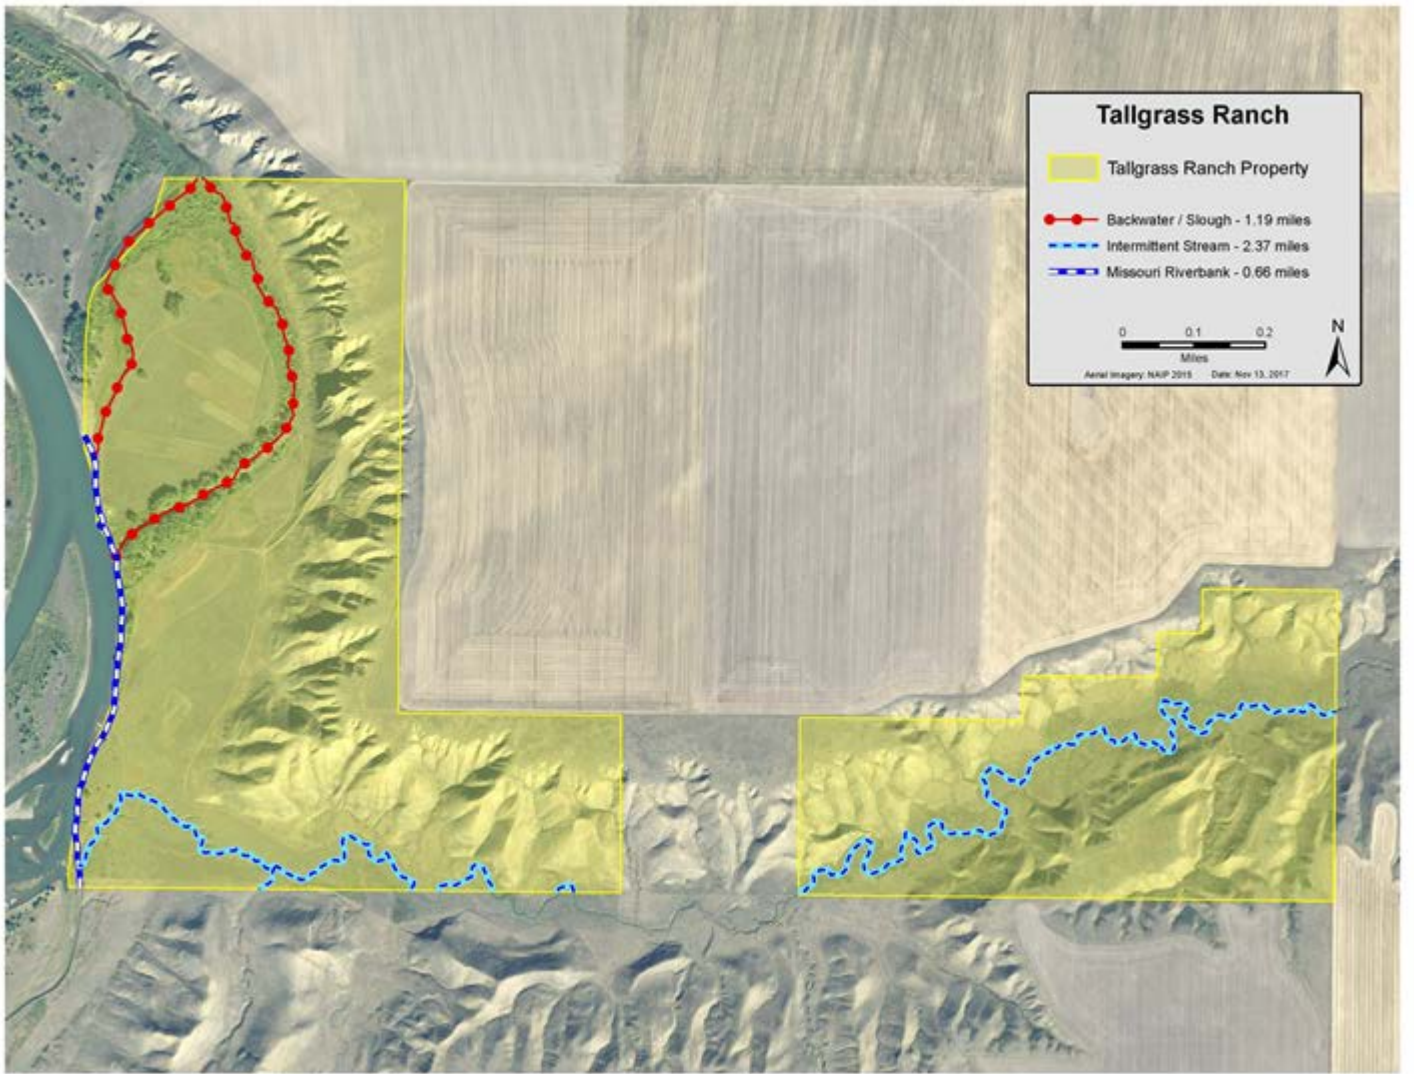 Tallgrass Ranch
Tallgrass Ranch Property
Backwater / Slough - 1.19 miles
Intermittent Stream - 2.37 miles
Missouri Riverbank - 0.66 miles
0 0.1 0.2
Miles
N
Aerial Imagery: NAIP 2015 Date: Nov 13, 2017